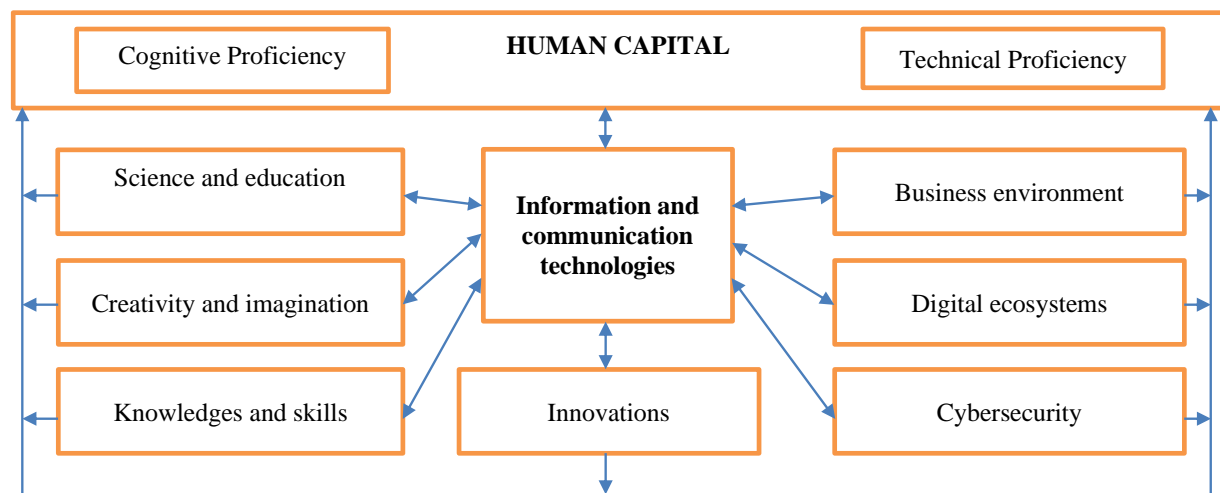 Cognitive Proficiency
HUMAN CAPITAL
Technical Proficiency
Science and education
Information and
communication
technologies
Business environment
Creativity and imagination
Digital ecosystems
Knowledges and skills
Innovations
Cybersecurity